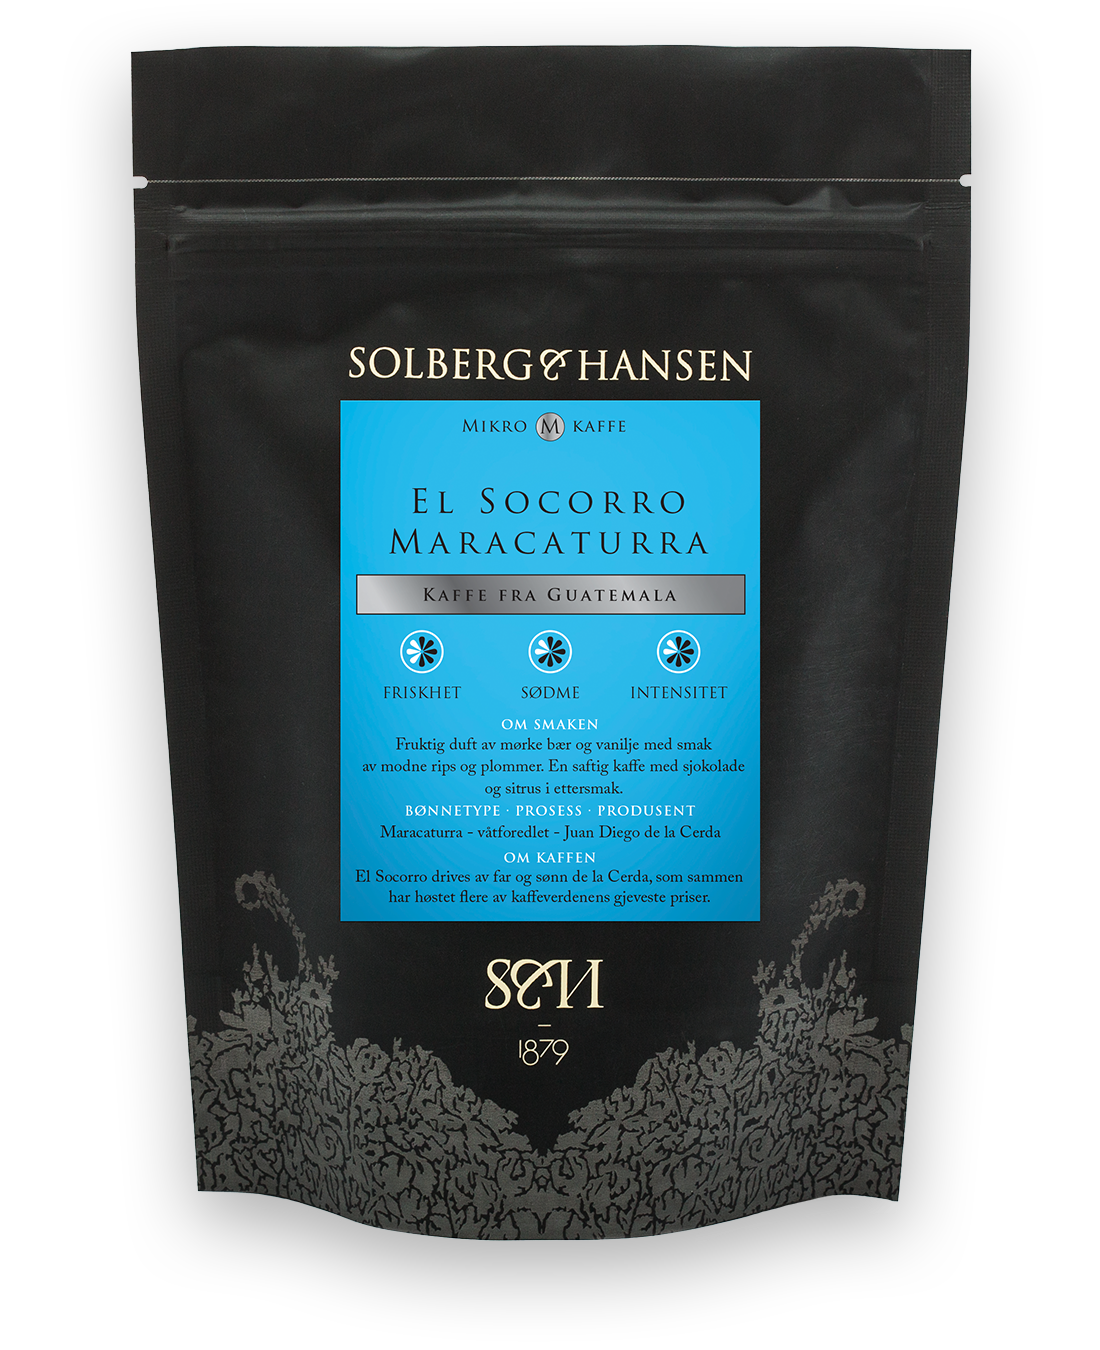 SOLBERG & HANSEN
MIKRO M KAFFE
EL SOCORRO
MARACATURRA
KAFFE FRA GUATEMALA
FRISKHET SØDME INTENSITET
OM SMAKEN
Fruktig duft av mørke bær og vanilje med smak
av modne rips og plommer. En saftig kaffe med sjokolade
og sitrus i ettersmak.
BØNNETYPE · PROSESS · PRODUSENT
Maracaturra - våtforedlet - Juan Diego de la Cerda
OM KAFFEN
El Socorro drives av far og sønn de la Cerda, som sammen
har høstet flere av kaffeverdenens gjeveste priser.
S&H
–
1879